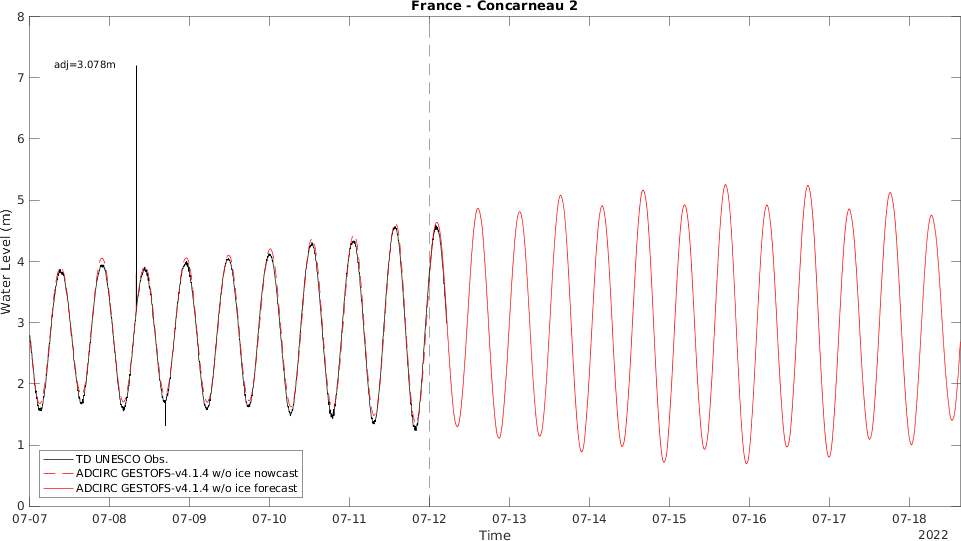 France - Concarneau 2
8
7
6
5
4
3
2
1
0
Water Level (m)
adj=3.078m
TD UNESCO Obs.
ADCIRC GESTOFS-v4.1.4 w/o ice nowcast
ADCIRC GESTOFS-v4.1.4 w/o ice forecast
07-07 07-08 07-09 07-10 07-11 07-12 07-13 07-14 07-15 07-16 07-17 07-18
Time
2022